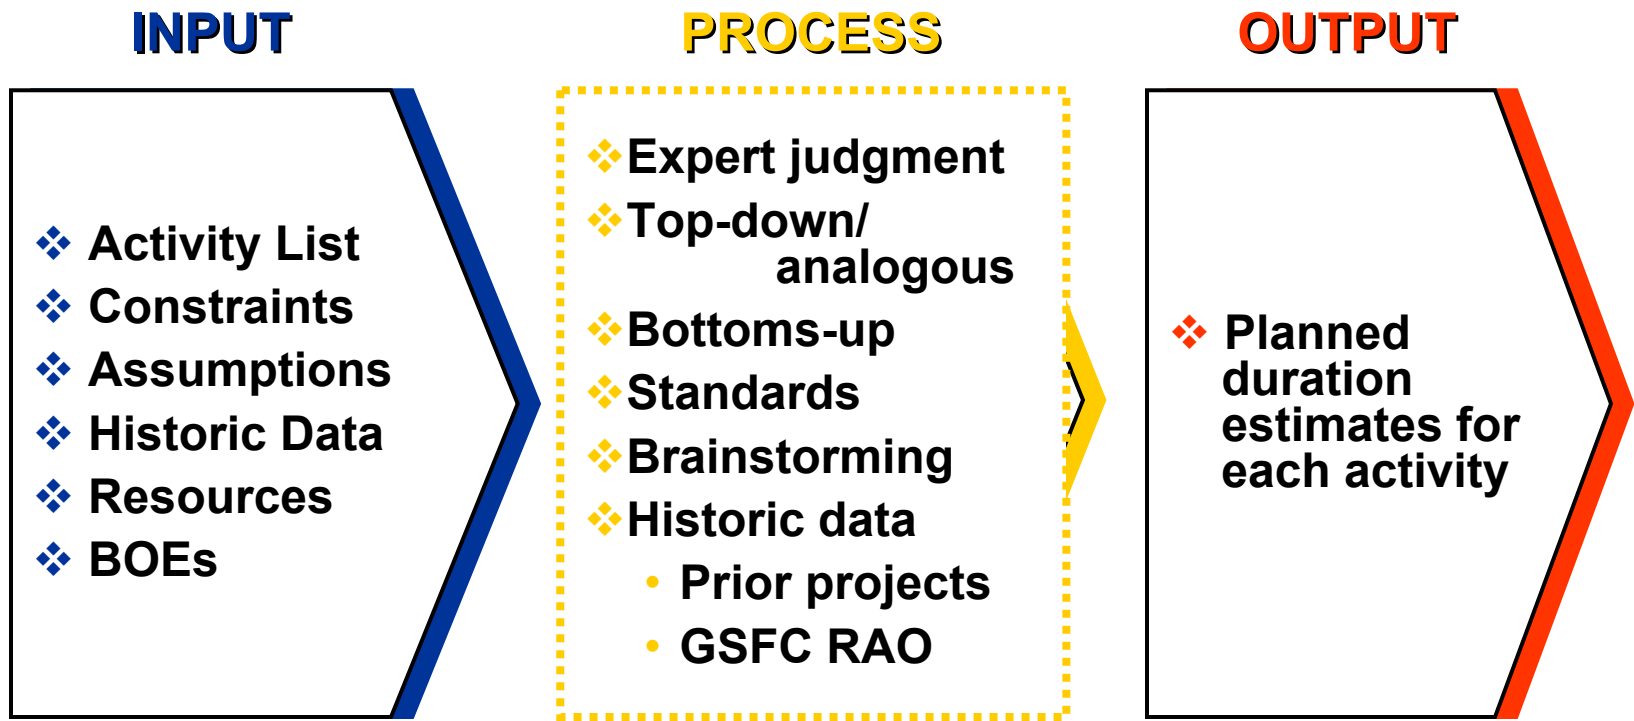 INPUT
Activity List
Constraints
Assumptions
Historic Data
Resources
BOEs
PROCESS
Expert judgment
Top-down/
analogous
Bottoms-up
Standards
Brainstorming
Historic data
Prior projects
GSFC RAO
OUTPUT
Planned
duration
estimates for
each activity